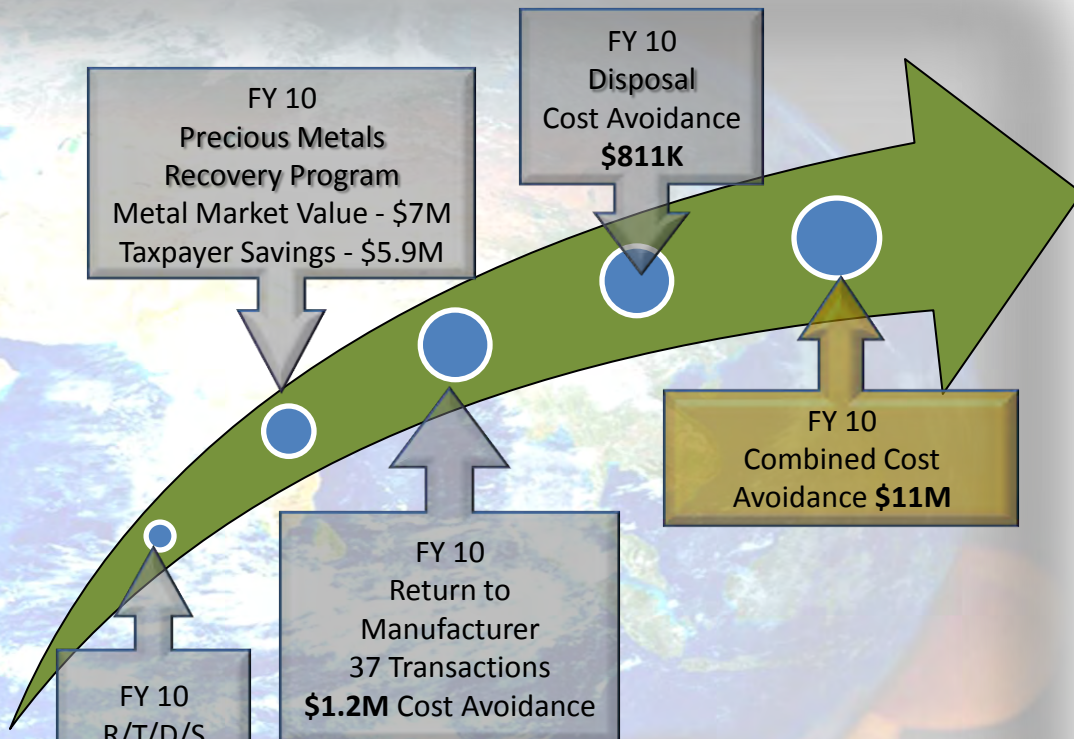 FY 10
Precious Metals
Recovery Program
Metal Market Value - $7M
Taxpayer Savings - $5.9M
FY 10
Disposal
Cost Avoidance
$811K
FY 10
Combined Cost
Avoidance $11M
FY 10
Return to
Manufacturer
37 Transactions
$1.2M Cost Avoidance
FY 10
R/T/D/S